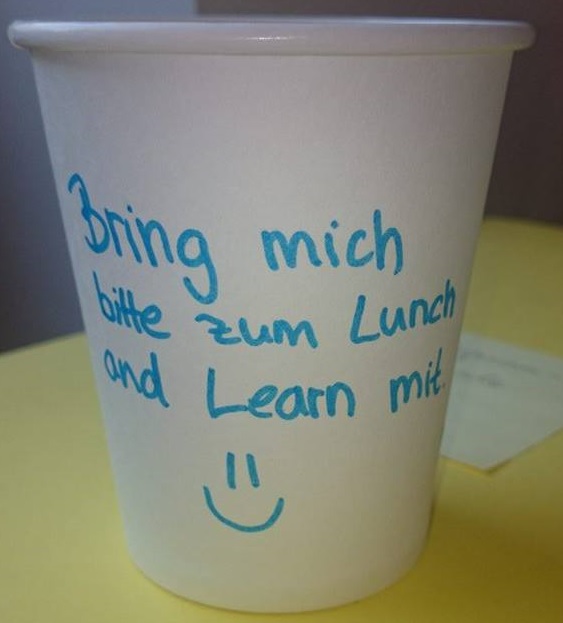 Bring mich
bitte zum Lunch
and Learn mit.